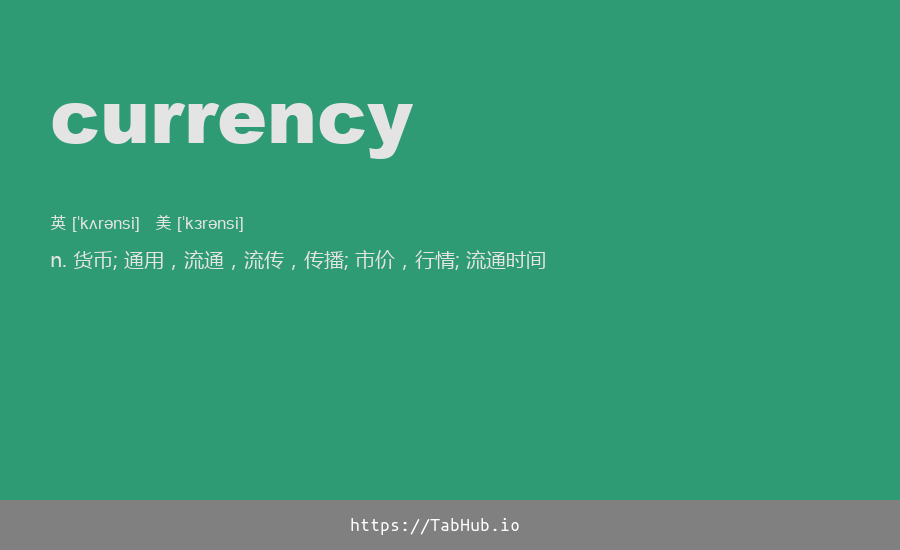 currency
英 [ˈkʌrənsi] 美 [ˈkɜrənsi]
n. 货币; 通用，流通，流传，传播; 市价，行情; 流通时间
https://TabHub.io